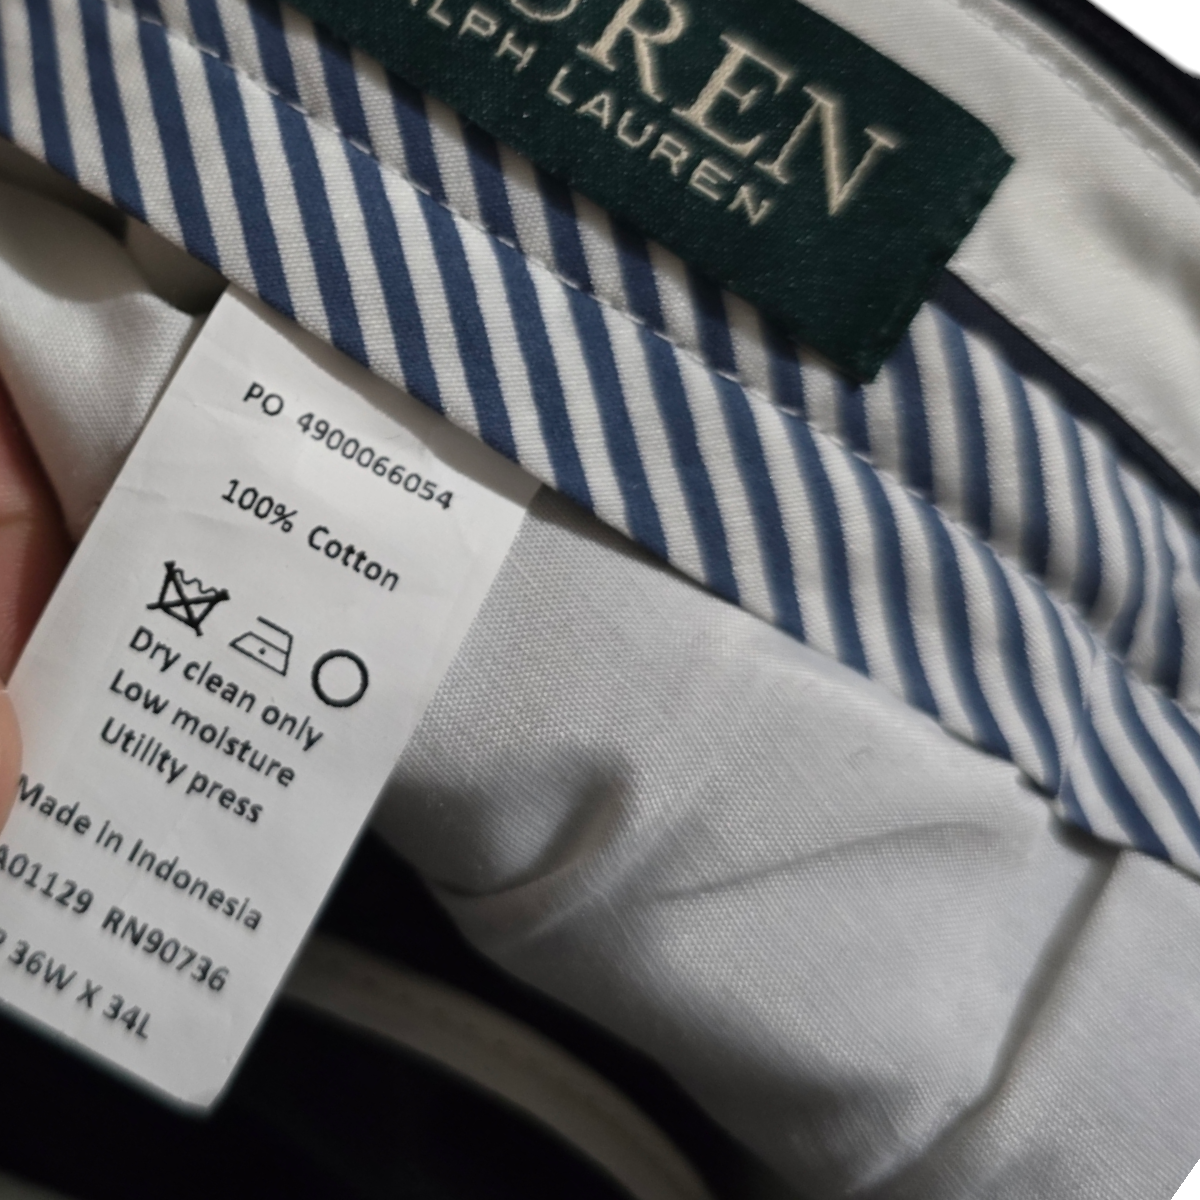 REN
RALPH LAUREN
PO 4900066054
100% Cotton
Dry clean only
Low moisture
Utility press
Made in Indonesia
A01129 RN90736
36W X 34L